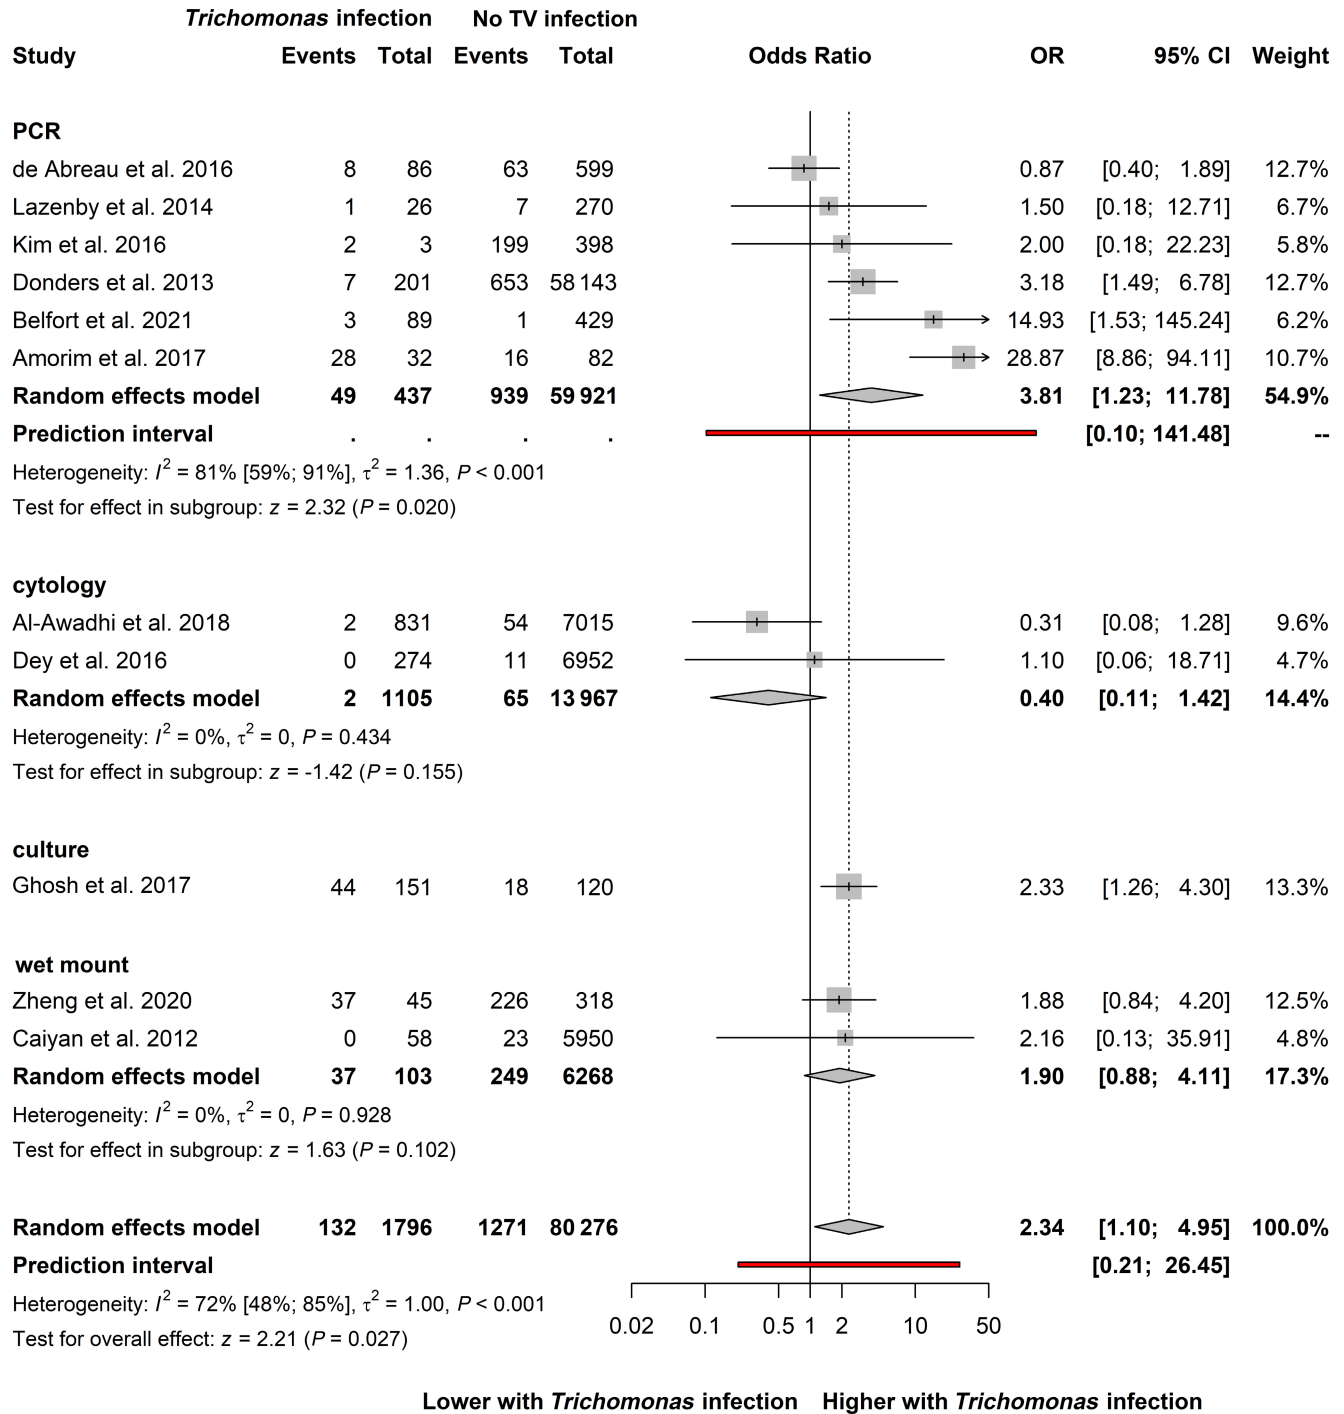 Trichomonas infection No TV infection
Study Events Total Events Total Odds Ratio OR 95% CI Weight
PCR
de Abreau et al. 2016 8 86 63 599 0.87 [0.40; 1.89] 12.7%
Lazenby et al. 2014 1 26 7 270 1.50 [0.18; 12.71] 6.7%
Kim et al. 2016 2 3 199 398 2.00 [0.18; 22.23] 5.8%
Donders et al. 2013 7 201 653 58 143 3.18 [1.49; 6.78] 12.7%
Belfort et al. 2021 3 89 1 429 14.93 [1.53; 145.24] 6.2%
Amorim et al. 2017 28 32 16 82 28.87 [8.86; 94.11] 10.7%
Random effects model 49 437 939 59 921 3.81 [1.23; 11.78] 54.9%
Prediction interval . . . . [0.10; 141.48] --
Heterogeneity: I² = 81% [59%; 91%], τ² = 1.36, P < 0.001
Test for effect in subgroup: z = 2.32 (P = 0.020)
cytology
Al-Awadhi et al. 2018 2 831 54 7015 0.31 [0.08; 1.28] 9.6%
Dey et al. 2016 0 274 11 6952 1.10 [0.06; 18.71] 4.7%
Random effects model 2 1105 65 13 967 0.40 [0.11; 1.42] 14.4%
Heterogeneity: I² = 0%, τ² = 0, P = 0.434
Test for effect in subgroup: z = -1.42 (P = 0.155)
culture
Ghosh et al. 2017 44 151 18 120 2.33 [1.26; 4.30] 13.3%
wet mount
Zheng et al. 2020 37 45 226 318 1.88 [0.84; 4.20] 12.5%
Caiyan et al. 2012 0 58 23 5950 2.16 [0.13; 35.91] 4.8%
Random effects model 37 103 249 6268 1.90 [0.88; 4.11] 17.3%
Heterogeneity: I² = 0%, τ² = 0, P = 0.928
Test for effect in subgroup: z = 1.63 (P = 0.102)
Random effects model 132 1796 1271 80 276 2.34 [1.10; 4.95] 100.0%
Prediction interval [0.21; 26.45]
Heterogeneity: I² = 72% [48%; 85%], τ² = 1.00, P < 0.001
Test for overall effect: z = 2.21 (P = 0.027)
0.02 0.1 0.5 1 2 10 50
Lower with Trichomonas infection Higher with Trichomonas infection